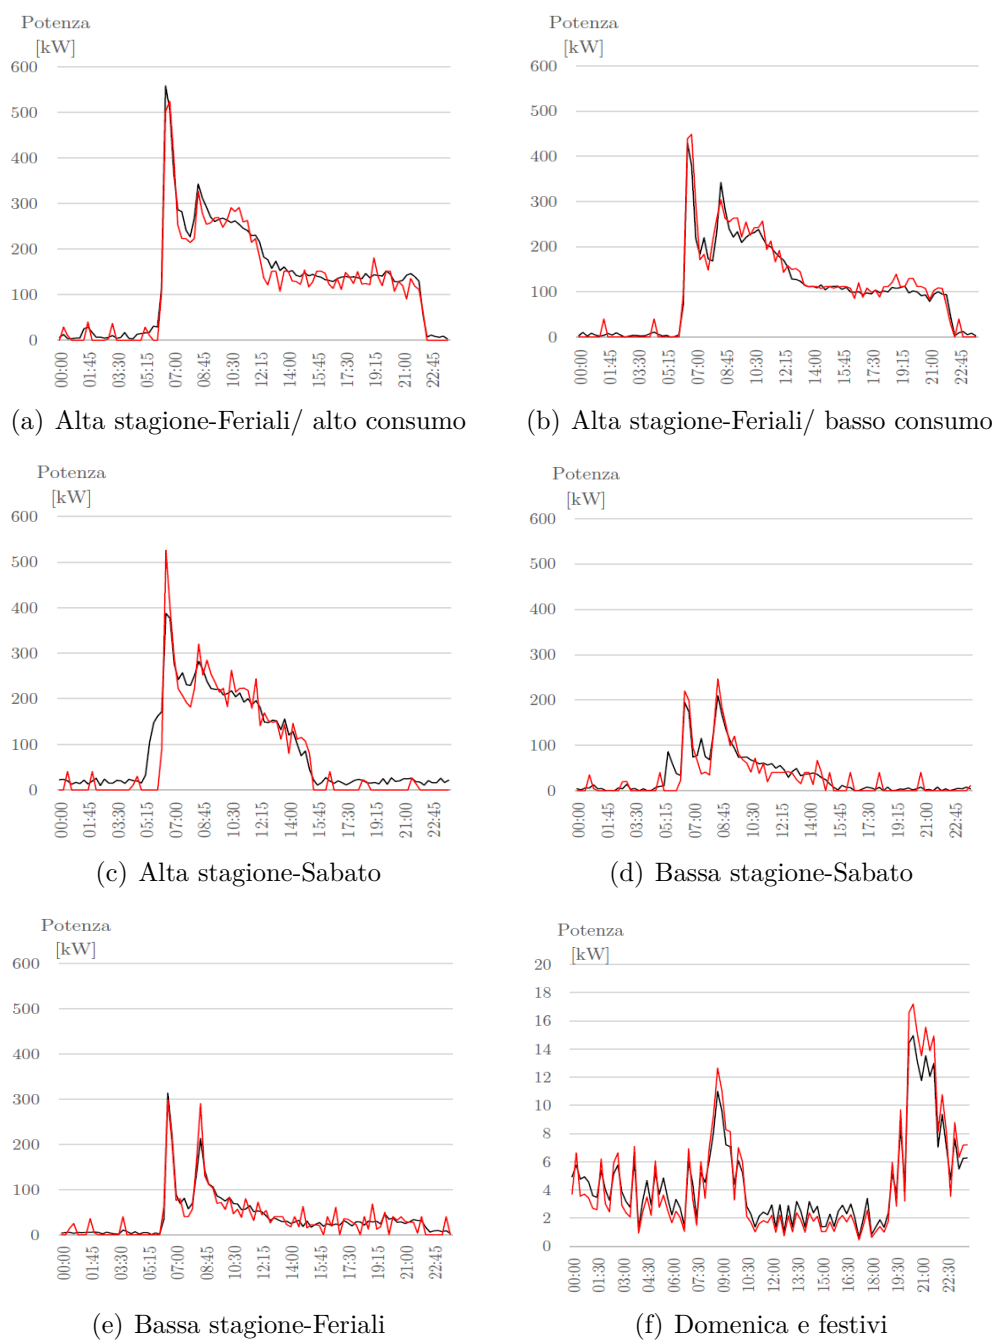 Potenza
[kW]
600
500
400
300
200
100
0
00:00 01:45 03:30 05:15 07:00 08:45 10:30 12:15 14:00 15:45 17:30 19:15 21:00 22:45
(a) Alta stagione-Feriali/ alto consumo
Potenza
[kW]
600
500
400
300
200
100
0
00:00 01:45 03:30 05:15 07:00 08:45 10:30 12:15 14:00 15:45 17:30 19:15 21:00 22:45
(b) Alta stagione-Feriali/ basso consumo
Potenza
[kW]
600
500
400
300
200
100
0
00:00 01:45 03:30 05:15 07:00 08:45 10:30 12:15 14:00 15:45 17:30 19:15 21:00 22:45
(c) Alta stagione-Sabato
Potenza
[kW]
600
500
400
300
200
100
0
00:00 01:45 03:30 05:15 07:00 08:45 10:30 12:15 14:00 15:45 17:30 19:15 21:00 22:45
(d) Bassa stagione-Sabato
Potenza
[kW]
600
500
400
300
200
100
0
00:00 01:45 03:30 05:15 07:00 08:45 10:30 12:15 14:00 15:45 17:30 19:15 21:00 22:45
(e) Bassa stagione-Feriali
Potenza
[kW]
20
18
16
14
12
10
8
6
4
2
0
00:00 01:30 03:00 04:30 06:00 07:30 09:00 10:30 12:00 13:30 15:00 16:30 18:00 19:30 21:00 22:30
(f) Domenica e festivi